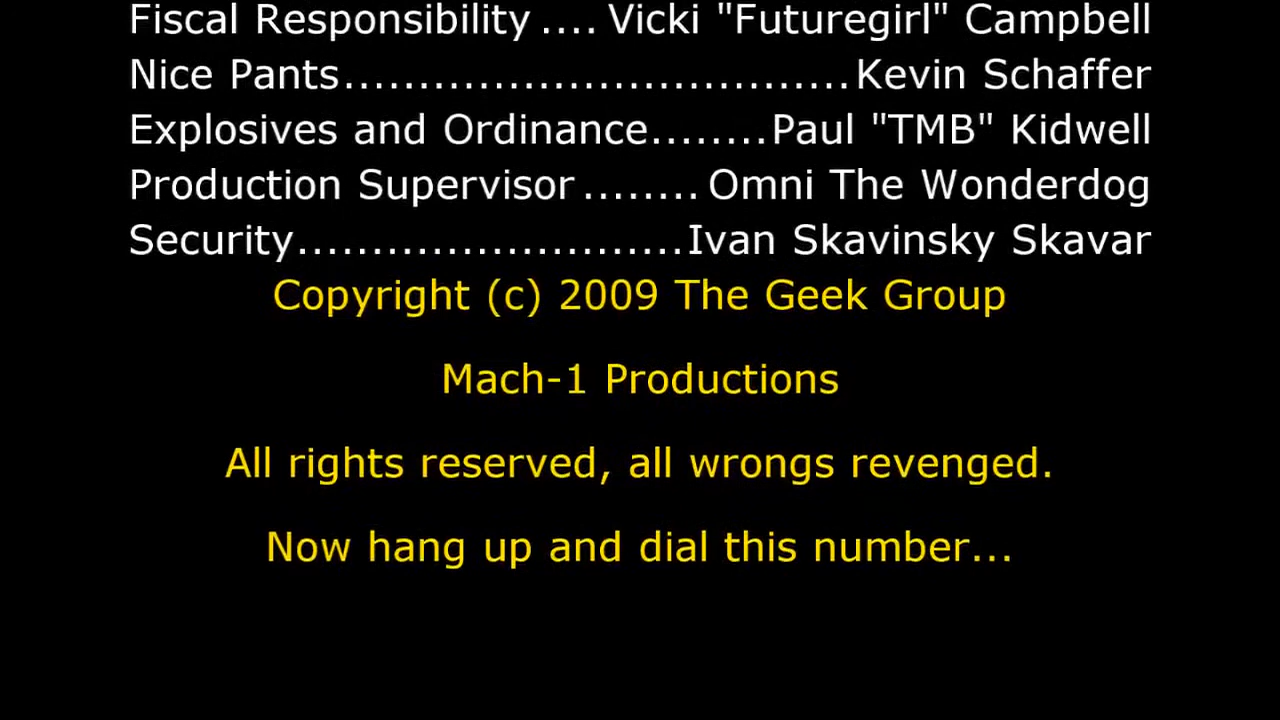 Fiscal Responsibility .... Vicki "Futuregirl" Campbell
Nice Pants..................................Kevin Schaffer
Explosives and Ordinance........Paul "TMB" Kidwell
Production Supervisor ........ Omni The Wonderdog
Security..........................Ivan Skavinsky Skavar
Copyright (c) 2009 The Geek Group
Mach-1 Productions
All rights reserved, all wrongs revenged.
Now hang up and dial this number...